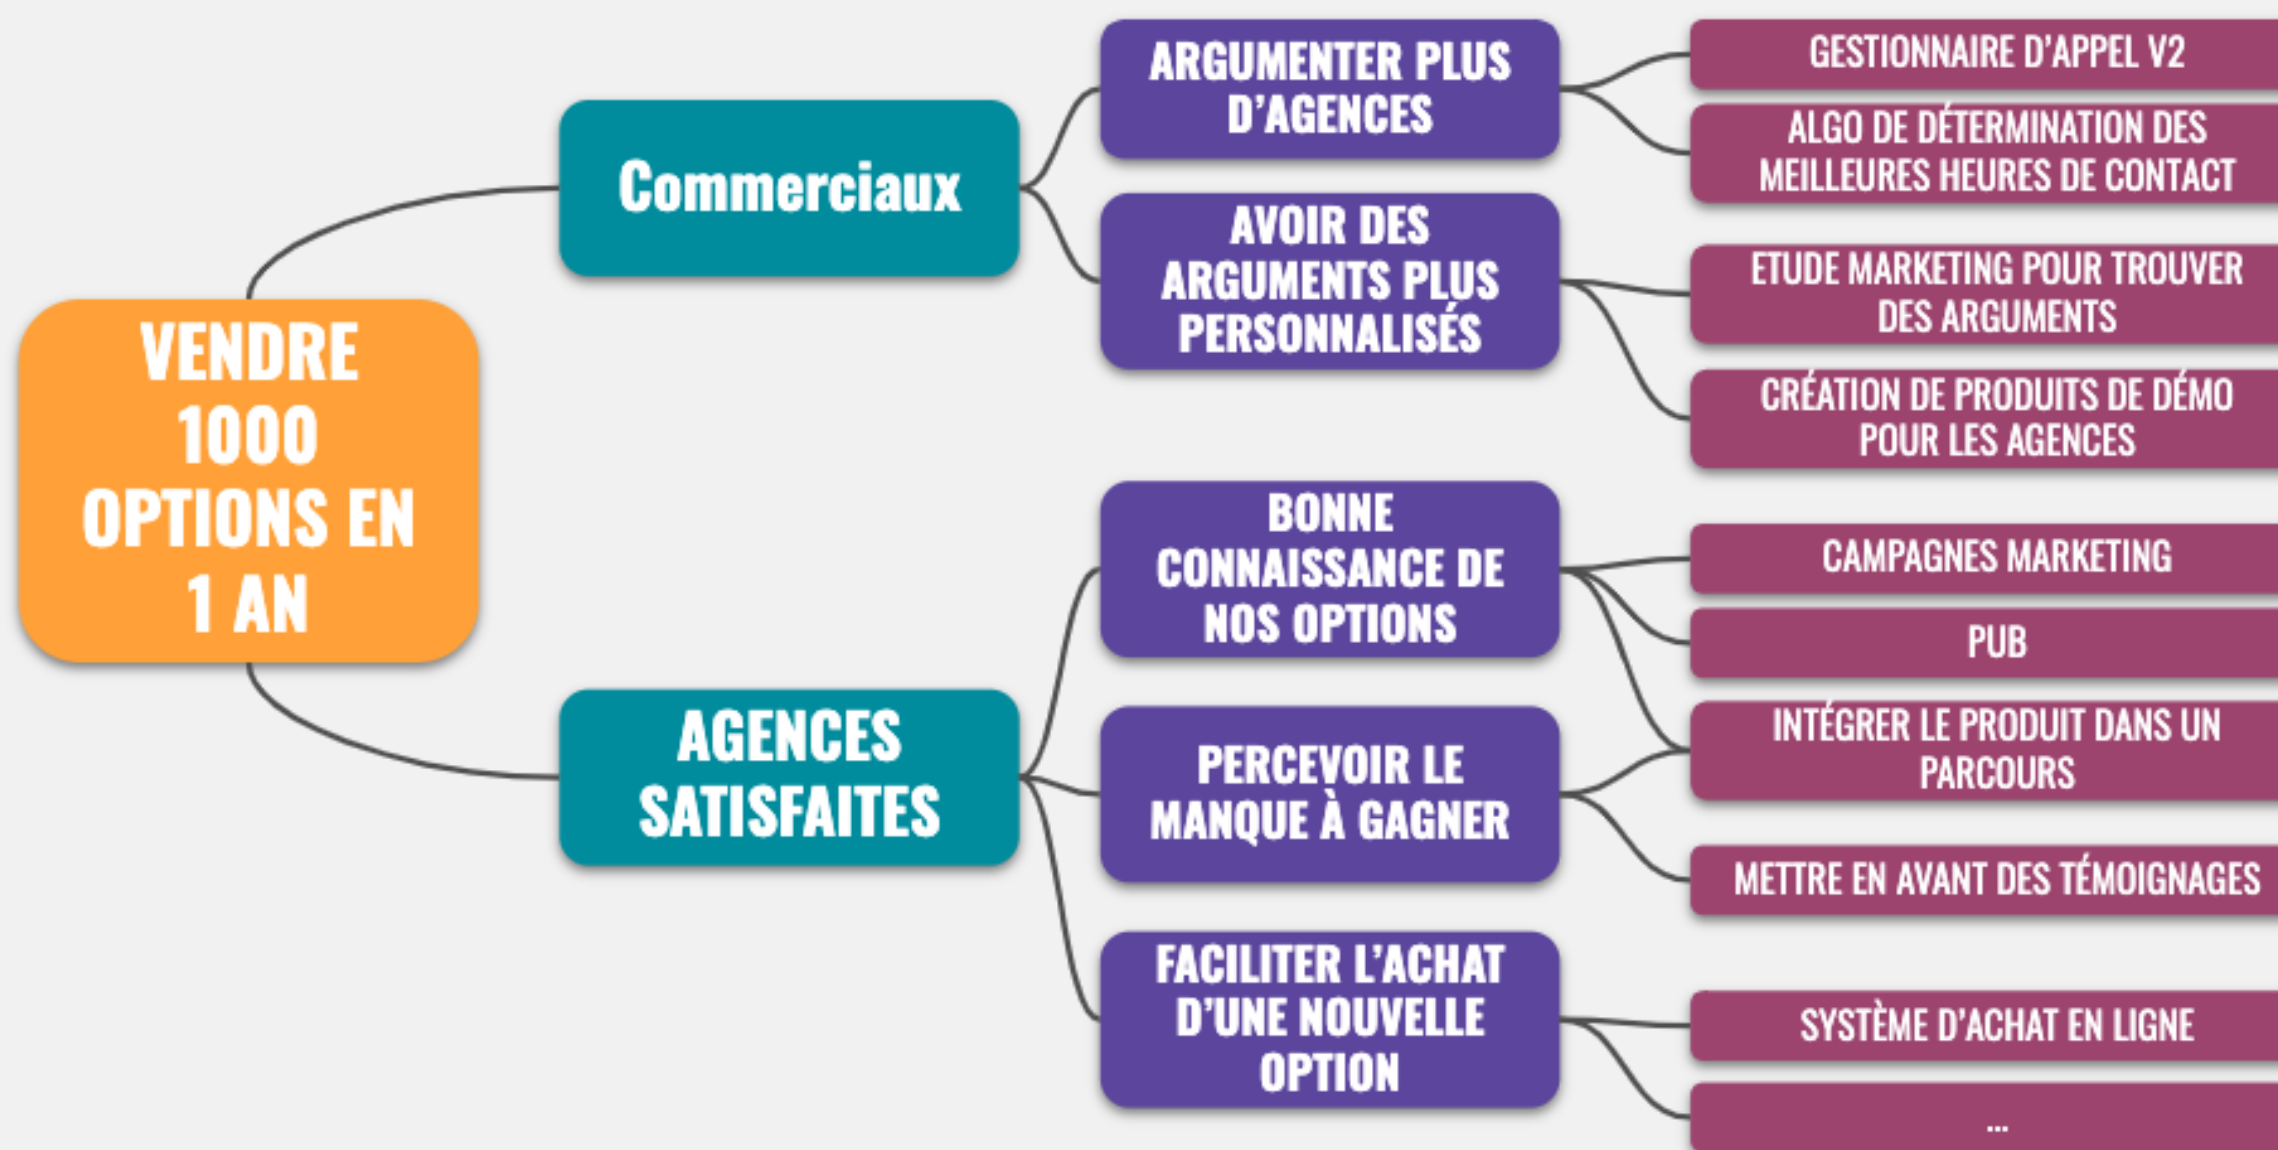 VENDRE
1000
OPTIONS EN
1 AN
Commerciaux
AGENCES
SATISFAITES
ARGUMENTER PLUS
D’AGENCES
AVOIR DES
ARGUMENTS PLUS
PERSONNALISÉS
BONNE
CONNAISSANCE DE
NOS OPTIONS
PERCEVOIR LE
MANQUE À GAGNER
FACILITER L’ACHAT
D’UNE NOUVELLE
OPTION
GESTIONNAIRE D’APPEL V2
ALGO DE DÉTERMINATION DES
MEILLEURES HEURES DE CONTACT
ETUDE MARKETING POUR TROUVER
DES ARGUMENTS
CRÉATION DE PRODUITS DE DÉMO
POUR LES AGENCES
CAMPAGNES MARKETING
PUB
INTÉGRER LE PRODUIT DANS UN
PARCOURS
METTRE EN AVANT DES TÉMOIGNAGES
SYSTÈME D’ACHAT EN LIGNE
...